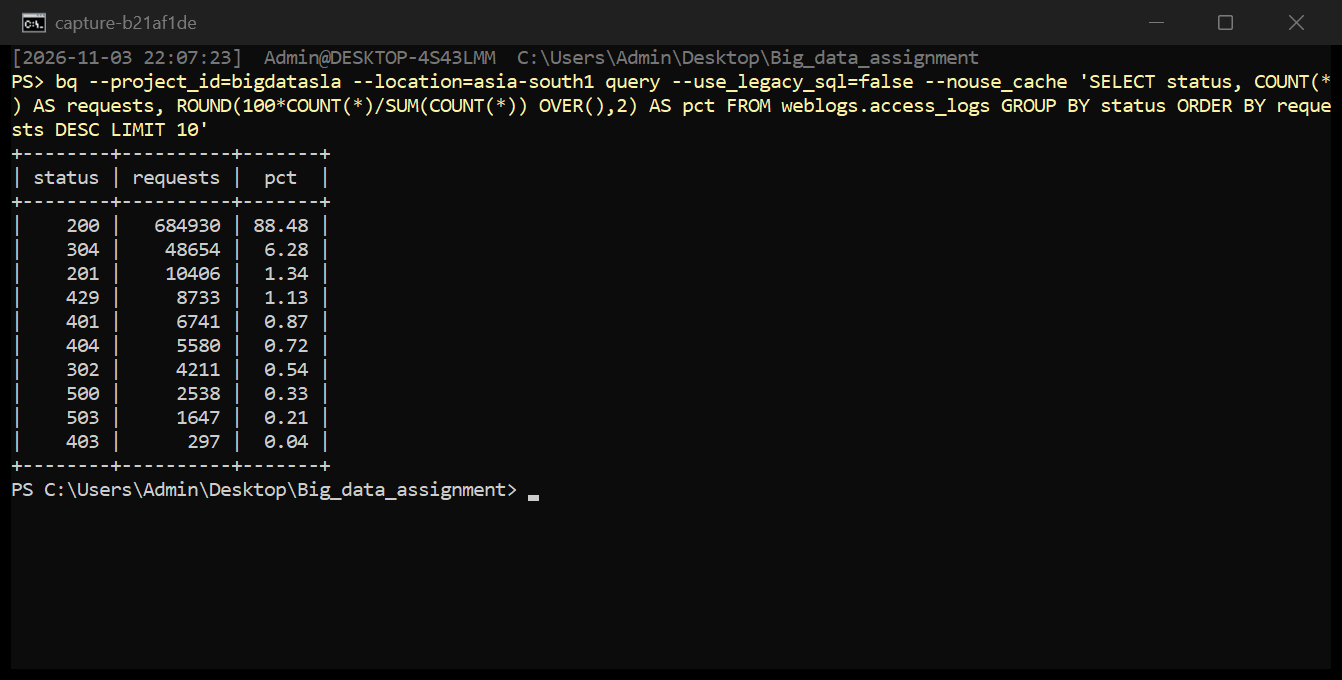 capture-b21af1de
[2026-11-03 22:07:23]  Admin@DESKTOP-4S43LMM  C:\Users\Admin\Desktop\Big_data_assignment
PS> bq --project_id=bigdatasla --location=asia-south1 query --use_legacy_sql=false --nouse_cache 'SELECT status, COUNT(*
) AS requests, ROUND(100*COUNT(*)/SUM(COUNT(*)) OVER(),2) AS pct FROM weblogs.access_logs GROUP BY status ORDER BY reque
sts DESC LIMIT 10'
+--------+----------+-------+
| status | requests |  pct  |
+--------+----------+-------+
|    200 |   684930 | 88.48 |
|    304 |    48654 |  6.28 |
|    201 |    10406 |  1.34 |
|    429 |     8733 |  1.13 |
|    401 |     6741 |  0.87 |
|    404 |     5580 |  0.72 |
|    302 |     4211 |  0.54 |
|    500 |     2538 |  0.33 |
|    503 |     1647 |  0.21 |
|    403 |      297 |  0.04 |
+--------+----------+-------+
PS C:\Users\Admin\Desktop\Big_data_assignment>